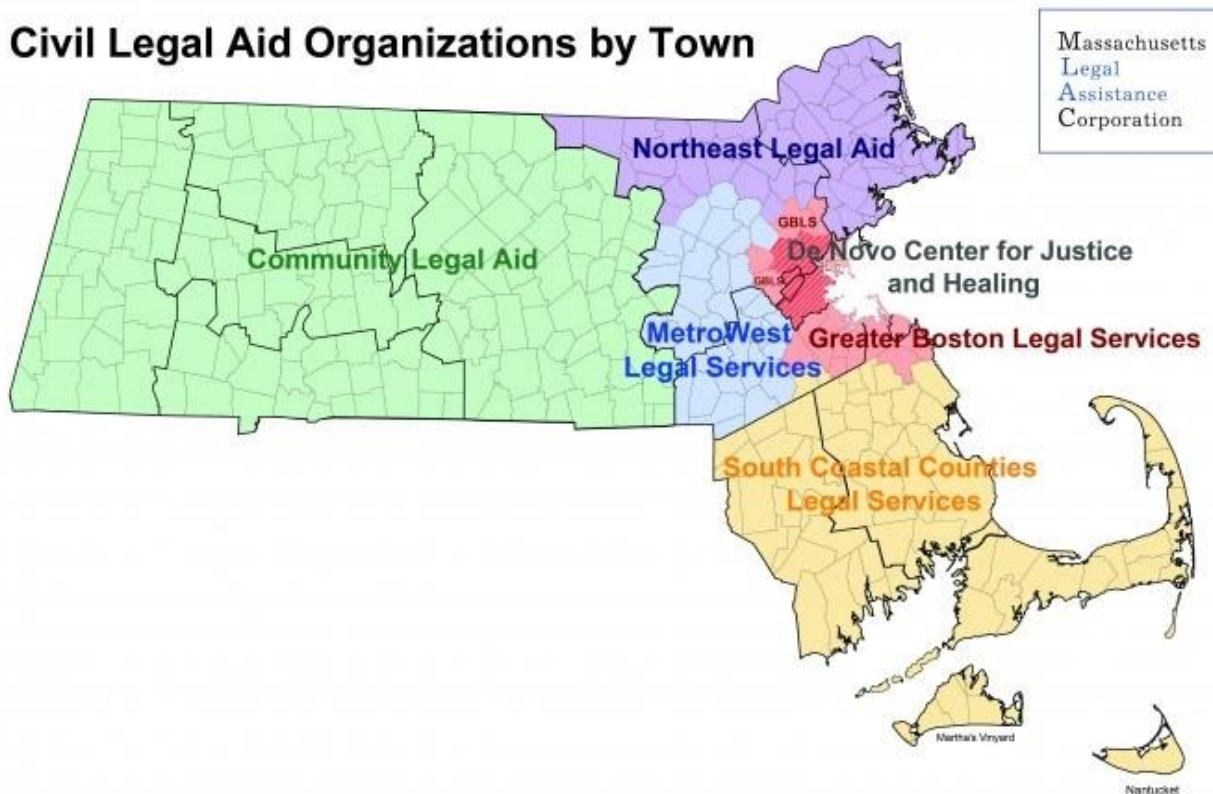 Civil Legal Aid Organizations by Town
Massachusetts
Legal
Assistance
Corporation
Northeast Legal Aid
GBLS
De Novo Center for Justice
and Healing
Community Legal Aid
GBLS
MetroWest
Legal Services
Greater Boston Legal Services
South Coastal Counties
Legal Services
Martha's Vinyard
Nantucket